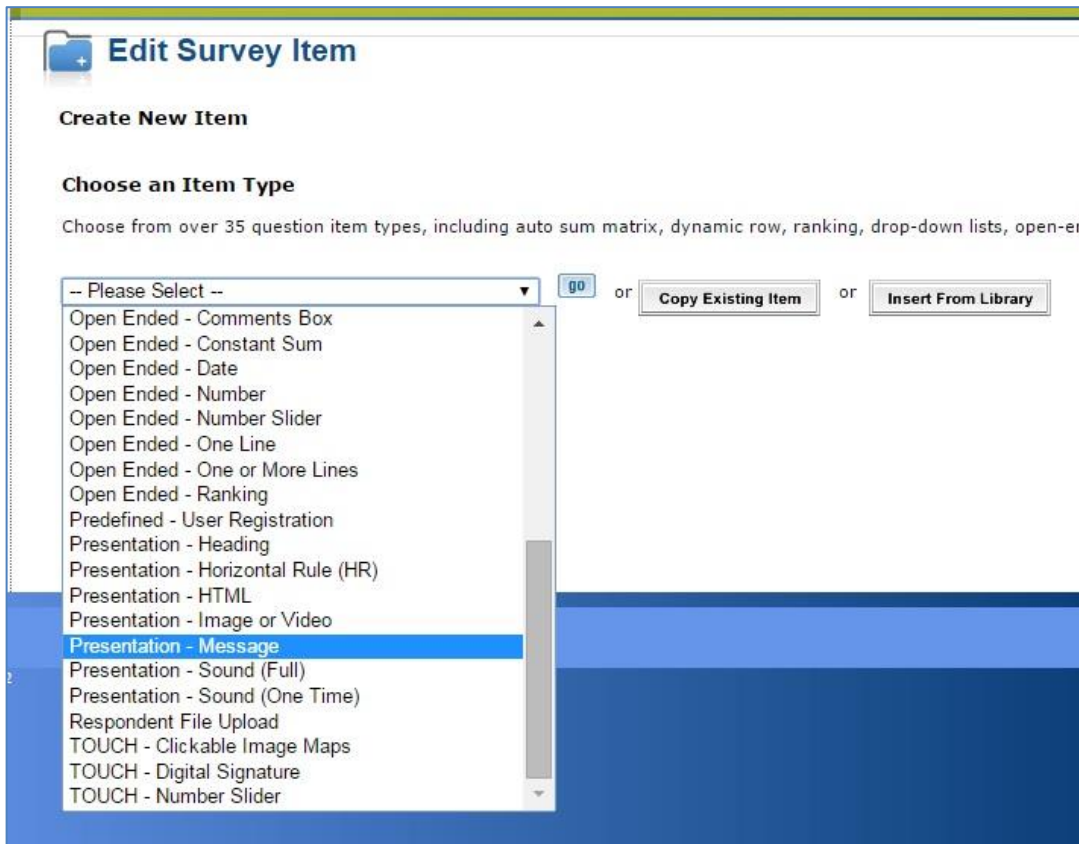 Edit Survey Item
Create New Item
Choose an Item Type
Choose from over 35 question item types, including auto sum matrix, dynamic row, ranking, drop-down lists,
-- Please Select -- go or Copy Existing Item or Insert From Library
Open Ended - Comments Box
Open Ended - Constant Sum
Open Ended - Date
Open Ended - Number
Open Ended - Number Slider
Open Ended - One Line
Open Ended - One or More Lines
Open Ended - Ranking
Predefined - User Registration
Presentation - Heading
Presentation - Horizontal Rule (HR)
Presentation - HTML
Presentation - Image or Video
Presentation - Message
Presentation - Sound (Full)
Presentation - Sound (One Time)
Respondent File Upload
TOUCH - Clickable Image Maps
TOUCH - Digital Signature
TOUCH - Number Slider